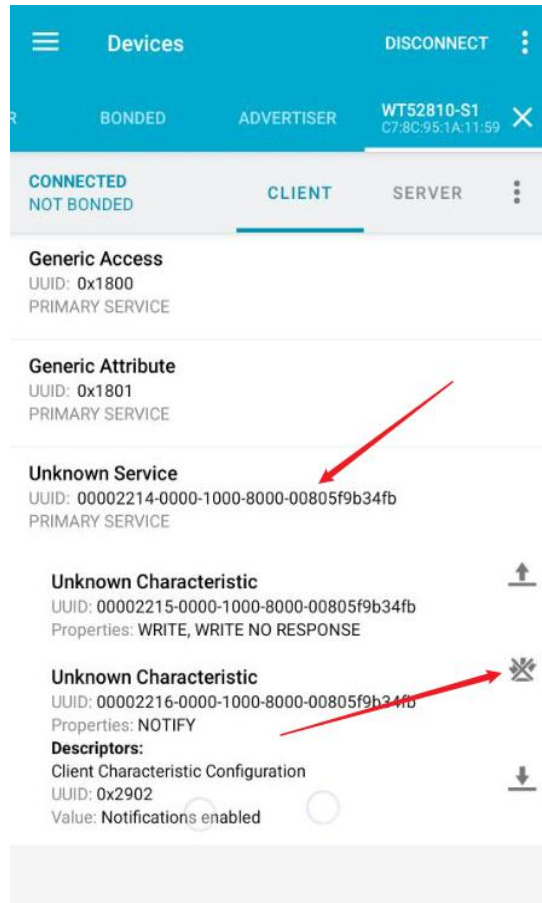 Devices
DISCONNECT
R
BONDED
ADVERTISER
WT52810-S1
C7:8C:95:1A:11:59
CONNECTED
NOT BONDED
CLIENT
SERVER
Generic Access
UUID: 0x1800
PRIMARY SERVICE
Generic Attribute
UUID: 0x1801
PRIMARY SERVICE
Unknown Service
UUID: 00002214-0000-1000-8000-00805f9b34fb
PRIMARY SERVICE
Unknown Characteristic
UUID: 00002215-0000-1000-8000-00805f9b34fb
Properties: WRITE, WRITE NO RESPONSE
Unknown Characteristic
UUID: 00002216-0000-1000-8000-00805f9b34fb
Properties: NOTIFY
Descriptors:
Client Characteristic Configuration
UUID: 0x2902
Value: Notifications enabled